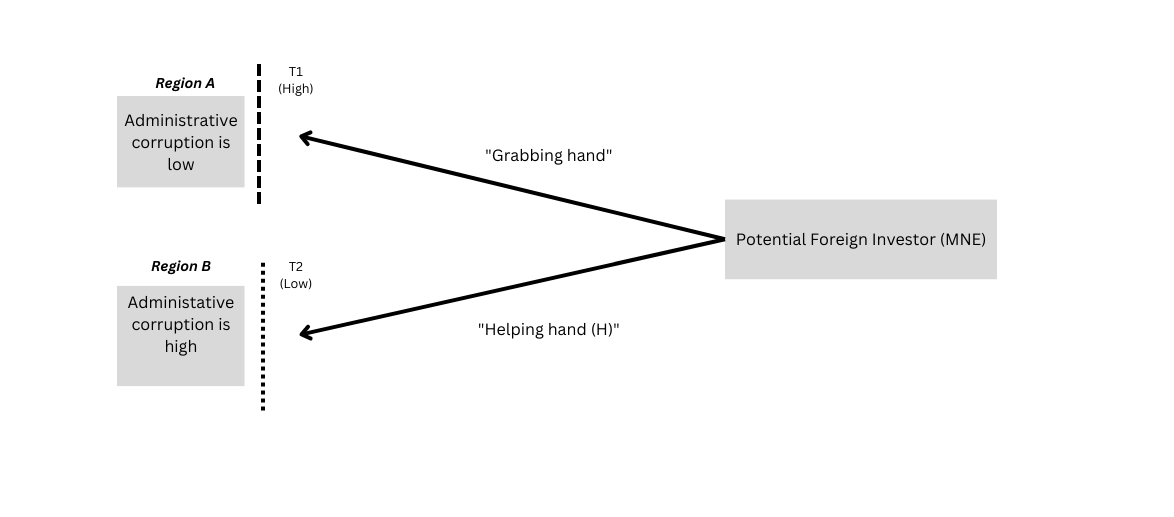 Region A
T1
(High)
Administrative
corruption is
low
"Grabbing hand"
Potential Foreign Investor (MNE)
Region B
T2
(Low)
Administative
corruption is
high
"Helping hand (H)"